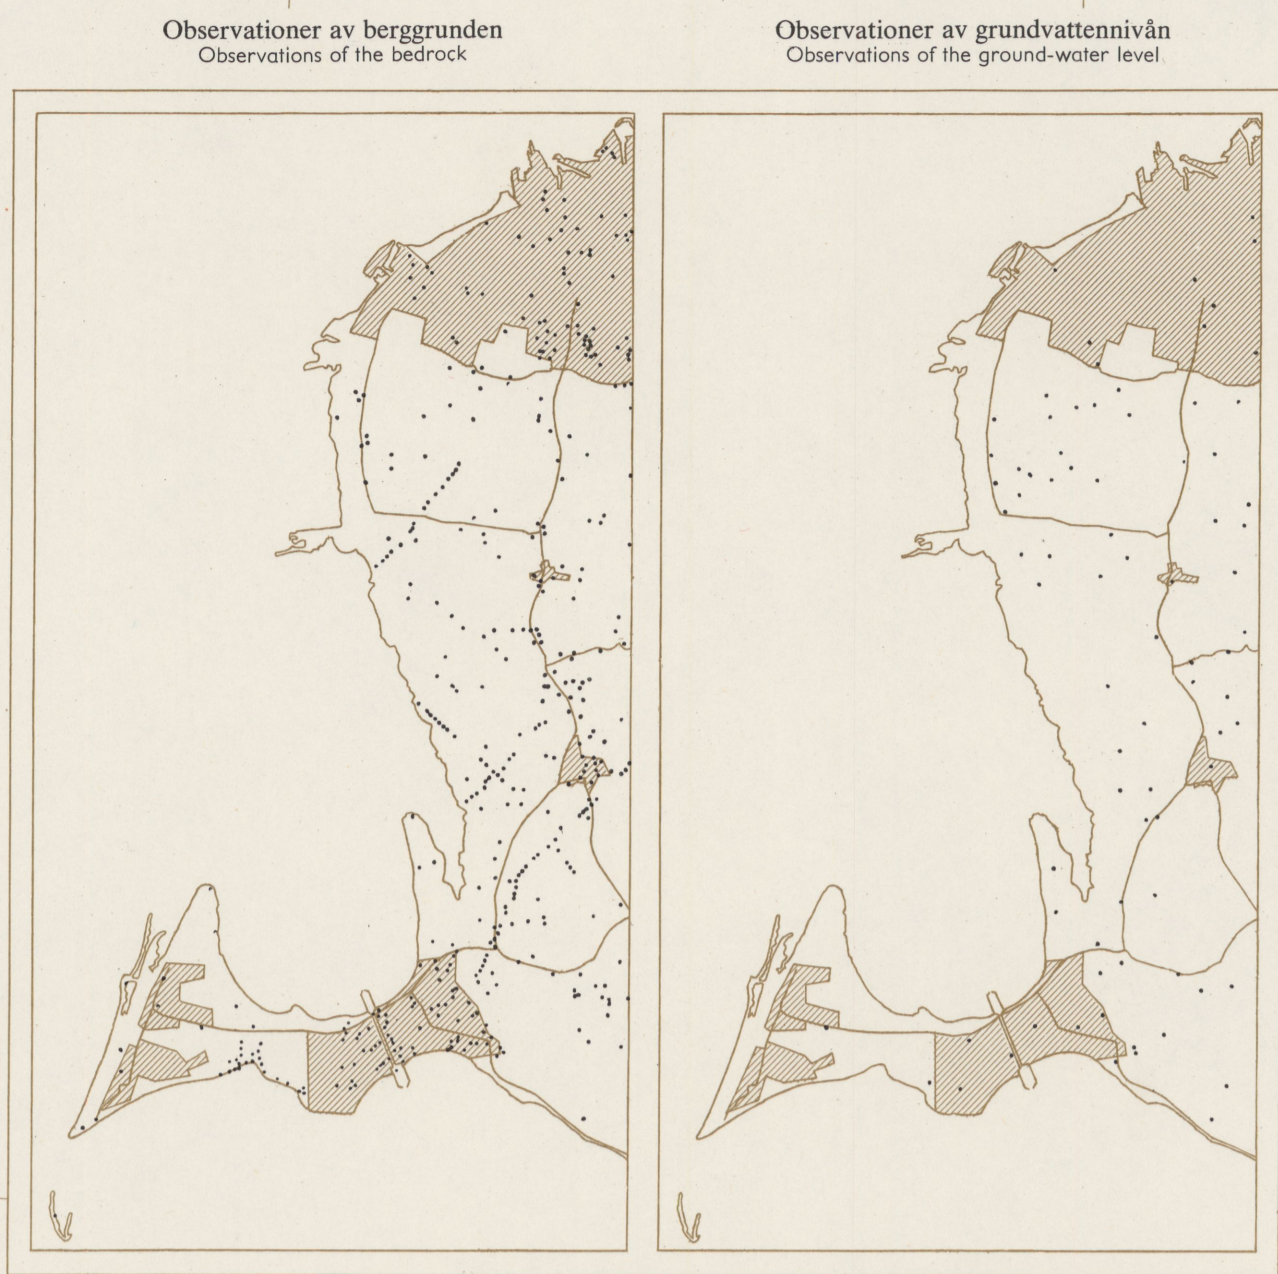 Observationer av berggrunden
Observations of the bedrock
Observationer av grundvattennivån
Observations of the ground-water level